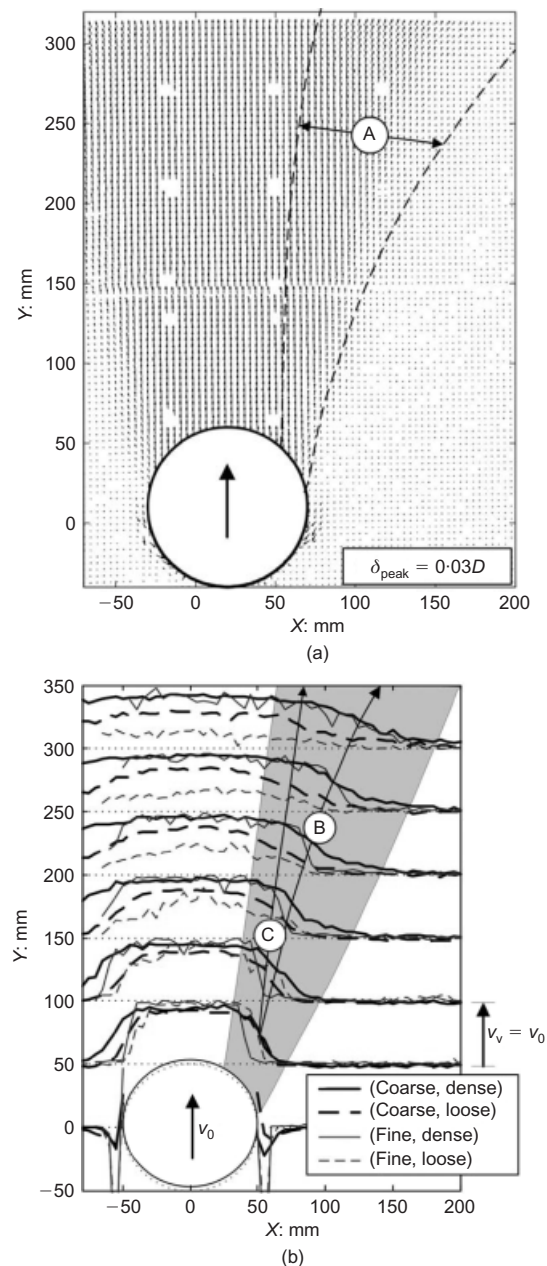 300
250
200
150
100
50
0
Y: mm
A
δpeak = 0·03D
−50 0 50 100 150 200
X: mm
(a)
350
300
250
200
150
100
50
0
−50
Y: mm
B
C
vv = v0
v0
(Coarse, dense)
(Coarse, loose)
(Fine, dense)
(Fine, loose)
−50 0 50 100 150 200
X: mm
(b)